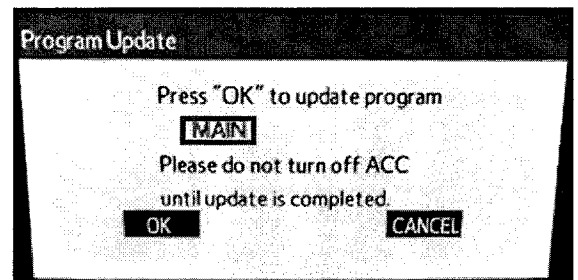 Program Update
Press "OK" to update program
MAIN
Please do not turn off ACC
until update is completed.
OK CANCEL